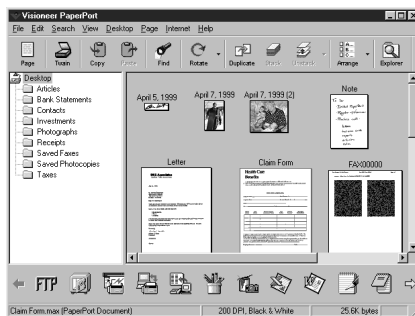 Visioneer PaperPort
File Edit Search View Desktop Page Internet Help
Page Twain Copy Paste Find Rotate Duplicate Stack Unstack Arrange Explorer
Desktop
Articles
Bank Statements
Contacts
Investments
Photographs
Receipts
Saved Faxes
Saved Photocopies
Taxes
April 5, 1999
April 7, 1999
April 7, 1999 [2]
Note
Letter
Claim Form
FAX00000
Health Care
Benefits
FTP
Claim Form.max (PaperPort Document) 200 DPI, Black & White 25.6K bytes